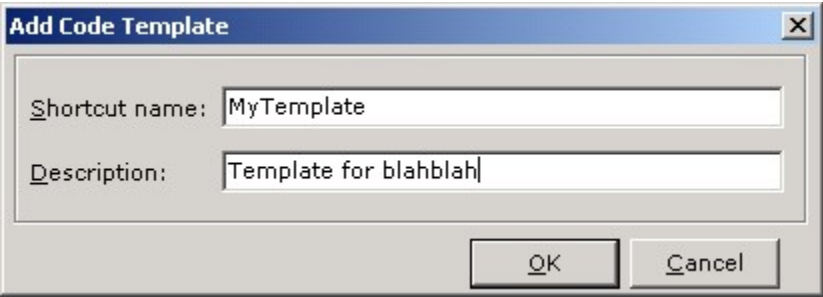 Add Code Template
Shortcut name: MyTemplate
Description: Template for blahblah
OK Cancel